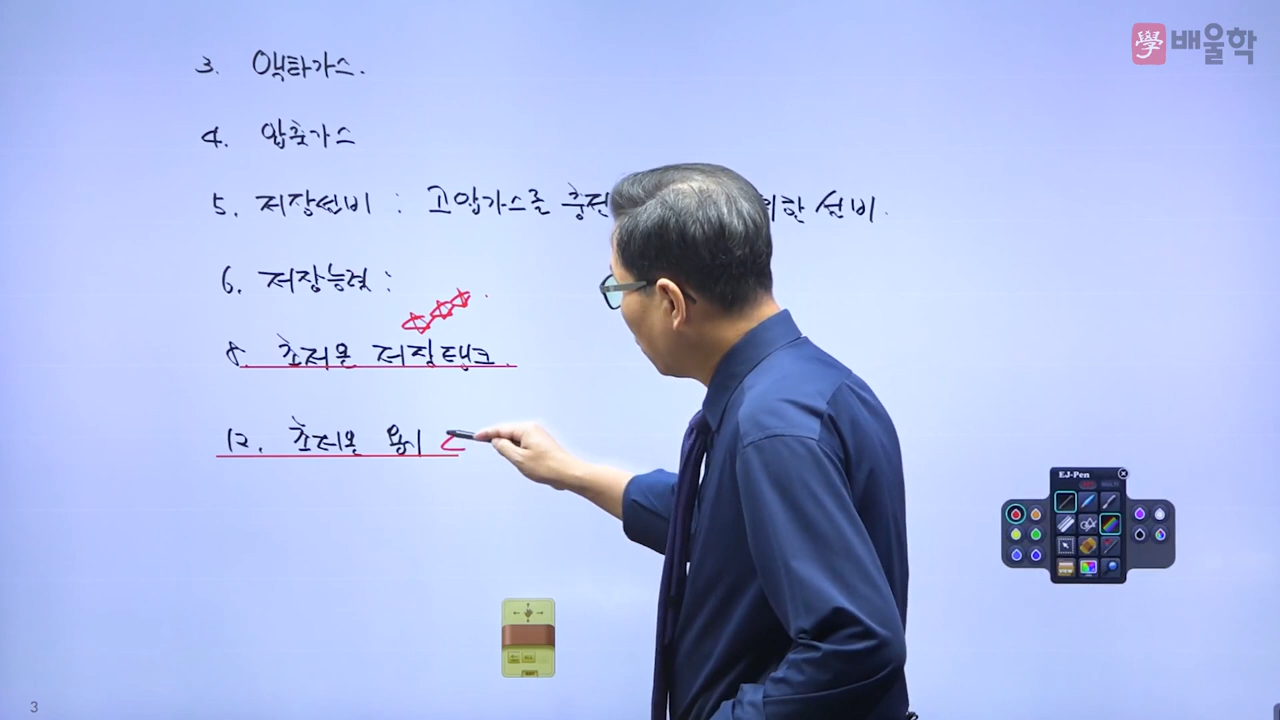 學 배울학
3. 액화가스.
4. 압축가스
5. 저장설비 : 고압가스를 충전 위한 설비.
6. 저장능력 :
8. 초저온 저장탱크.
12. 초저온 용기
EJ-Pen
3